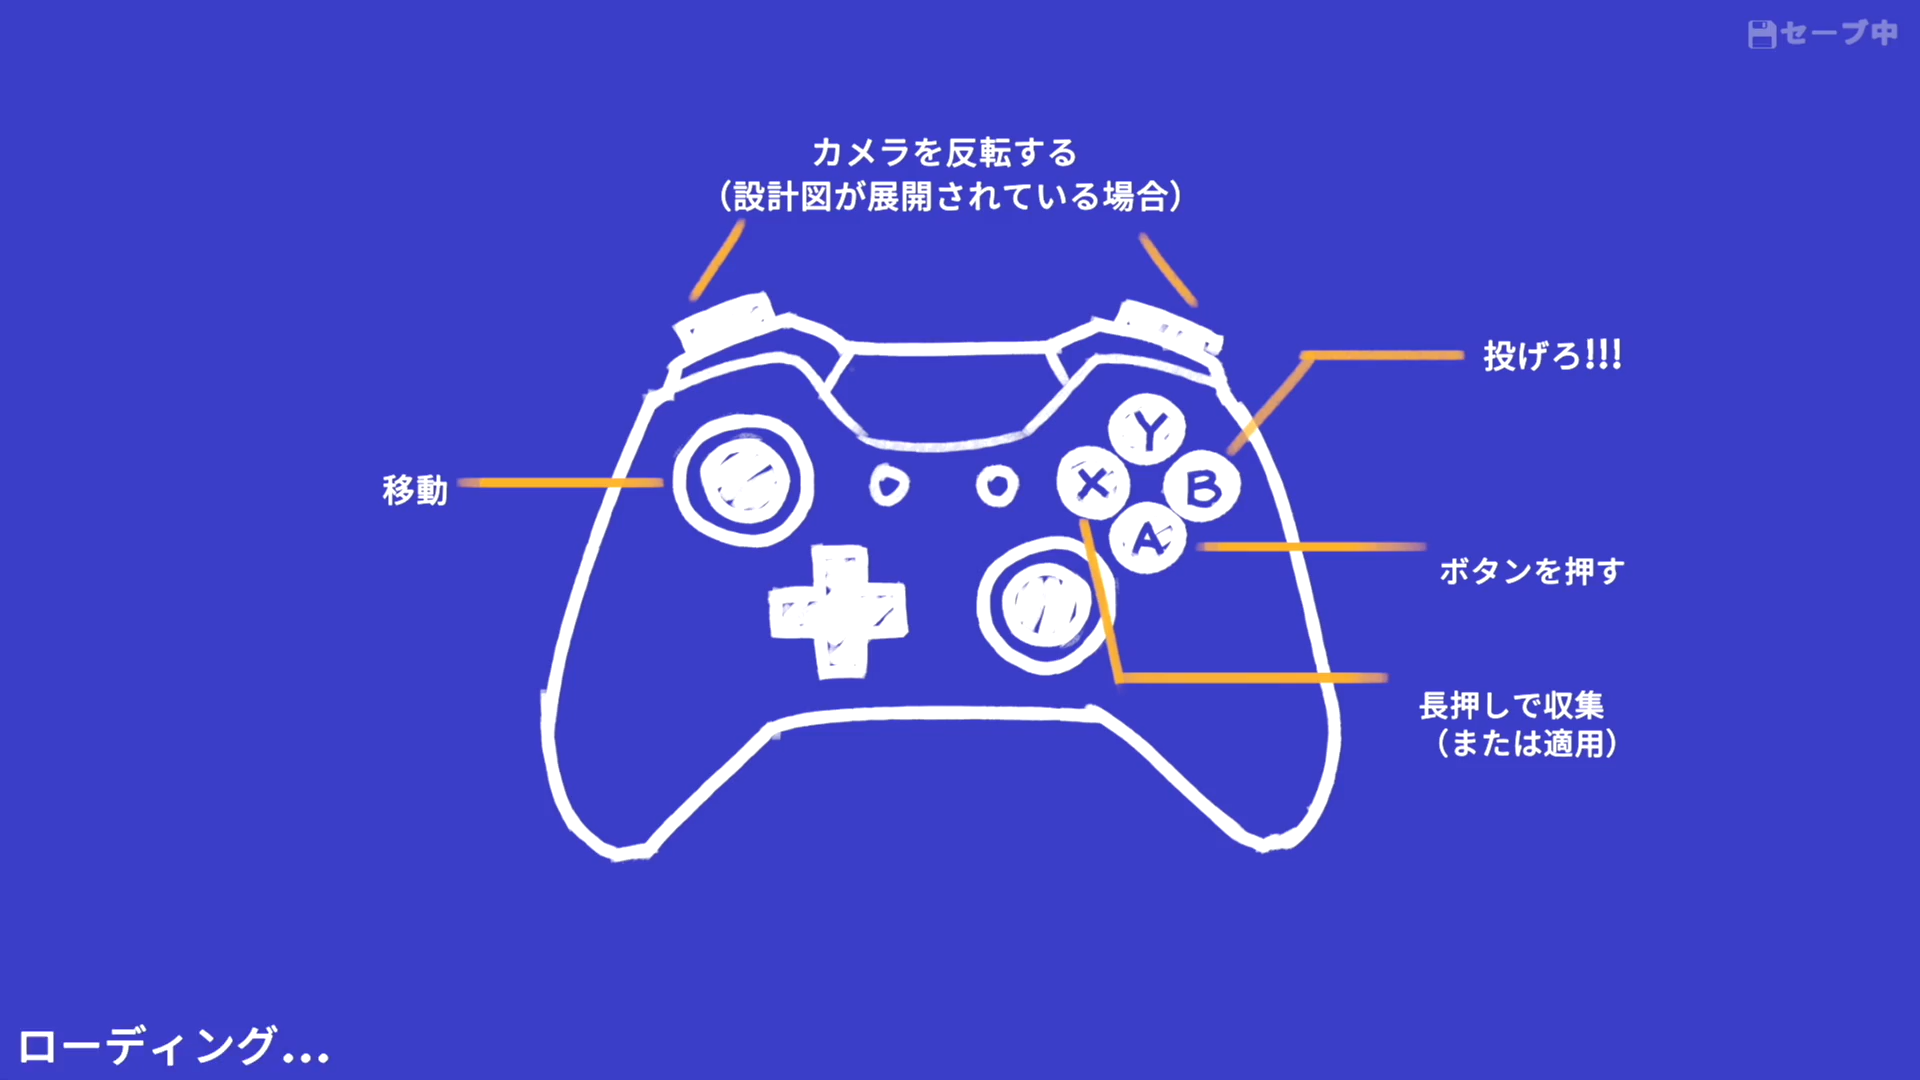 セーブ中
カメラを反転する
（設計図が展開されている場合）
投げろ!!!
Y
X
B
移動
A
ボタンを押す
長押しで収集
（または適用）
ローディング...